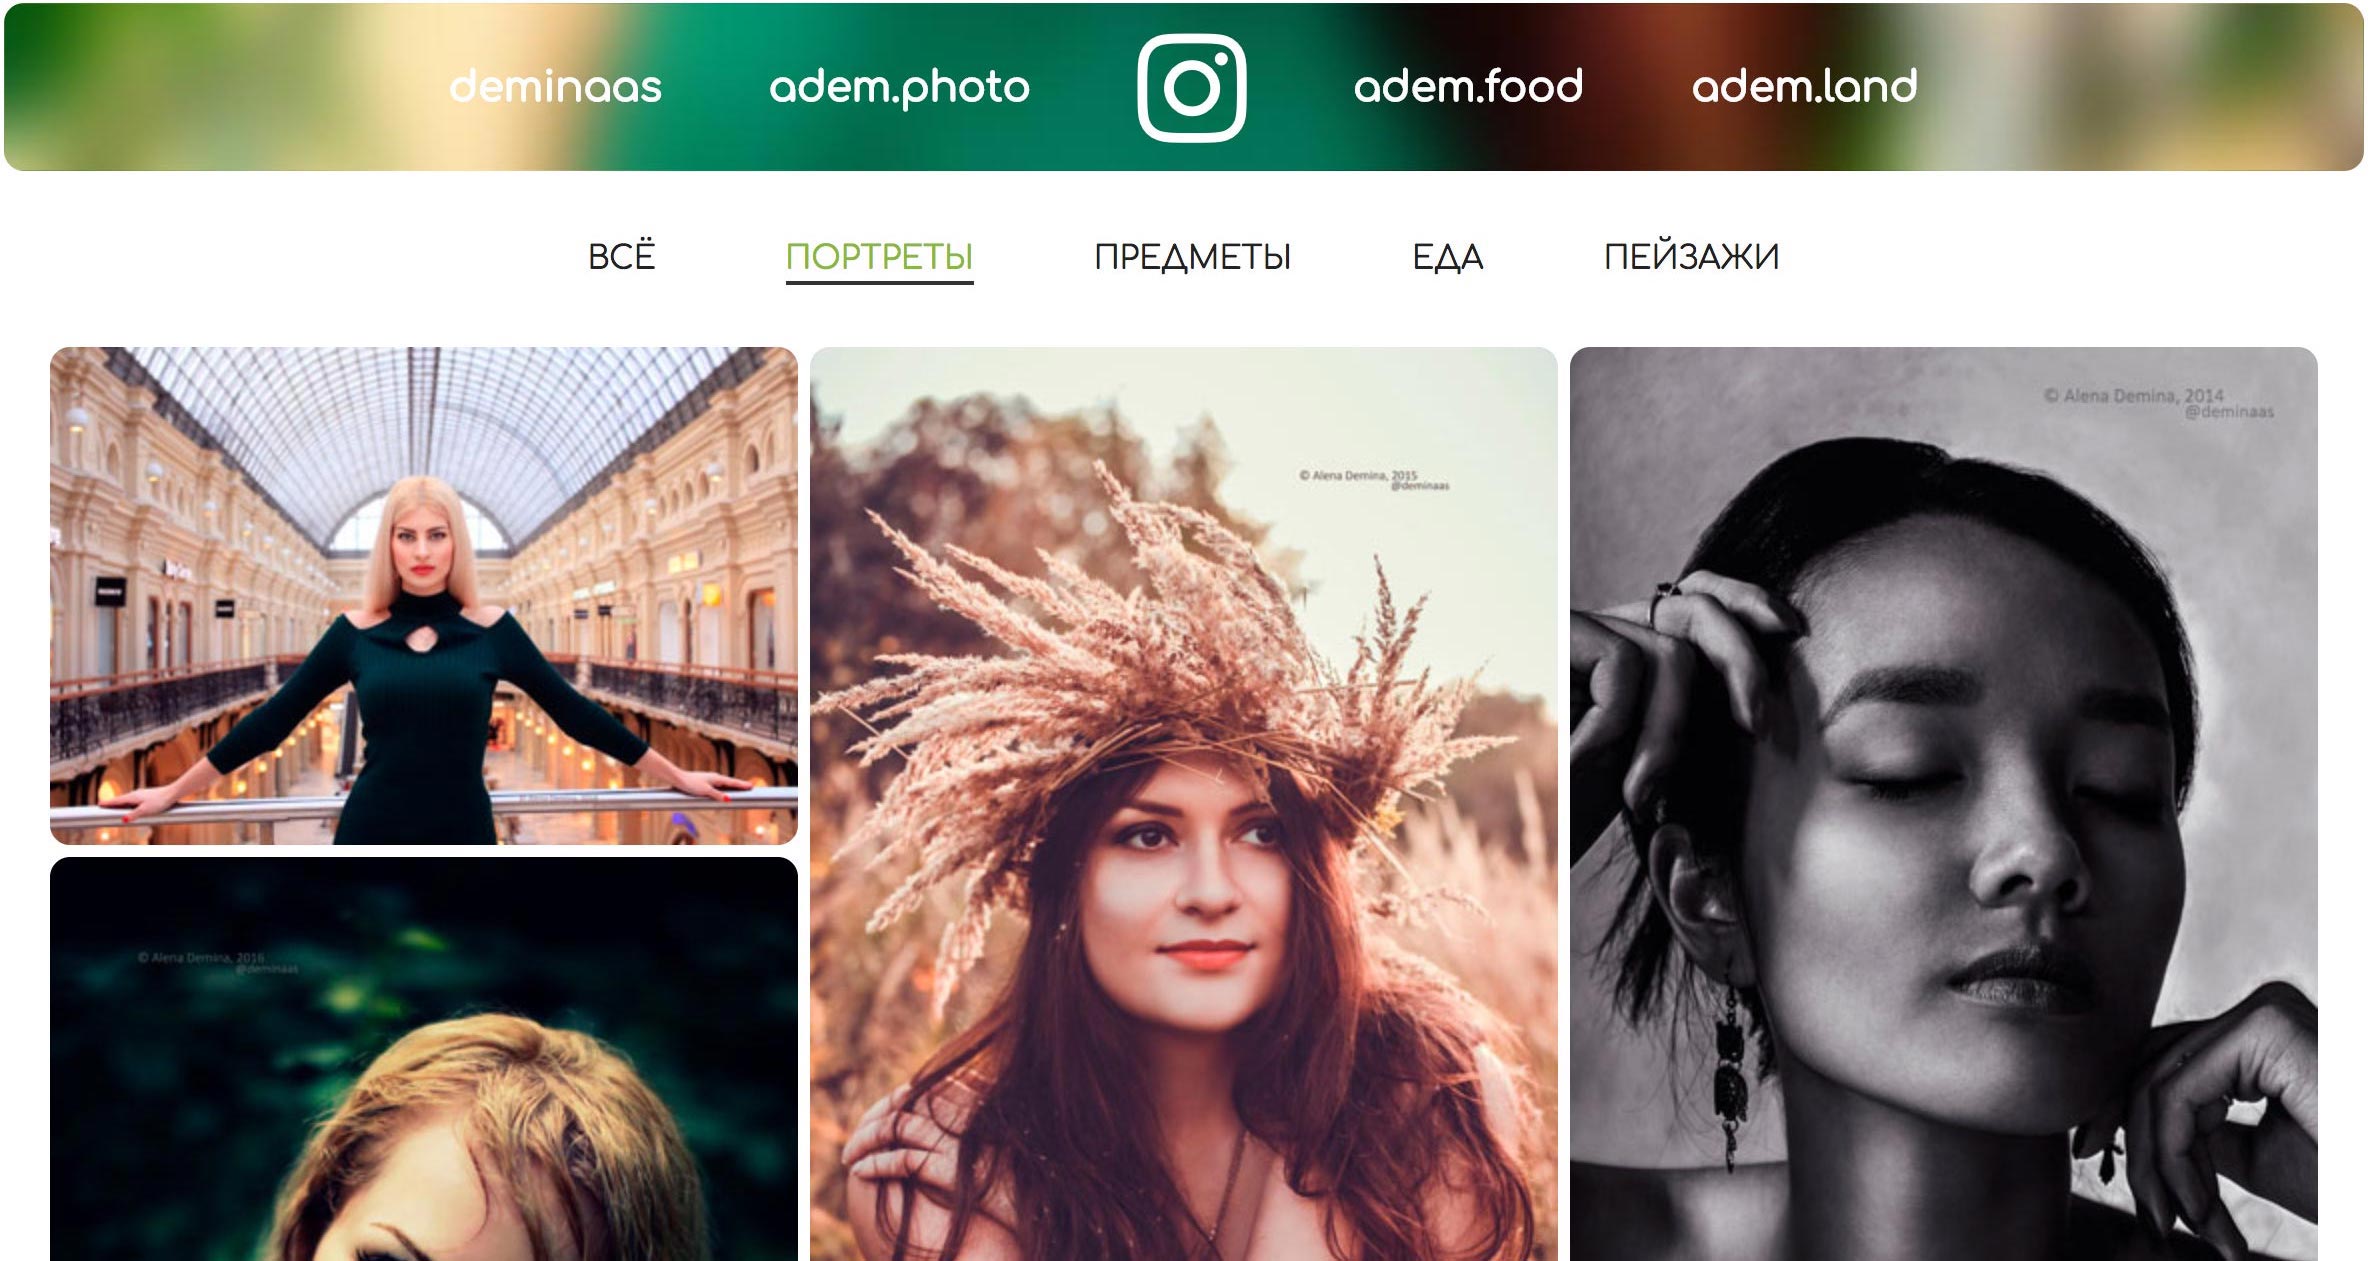 deminaas adem.photo adem.food adem.land
ВСЁ ПОРТРЕТЫ ПРЕДМЕТЫ ЕДА ПЕЙЗАЖИ
© Alena Demina, 2015
@deminaas
© Alena Demina, 2014
@deminaas
© Alena Demina, 2016
@deminaas